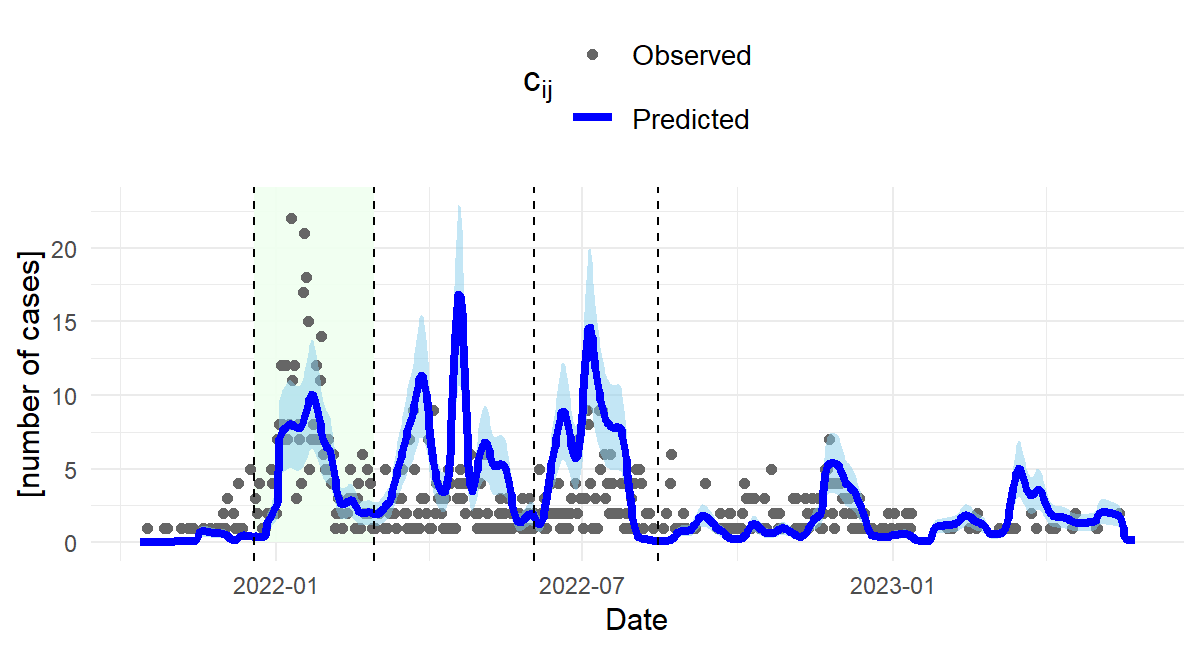 Observed
c_ij
Predicted
[number of cases]
20
15
10
5
0
2022-01
2022-07
2023-01
Date